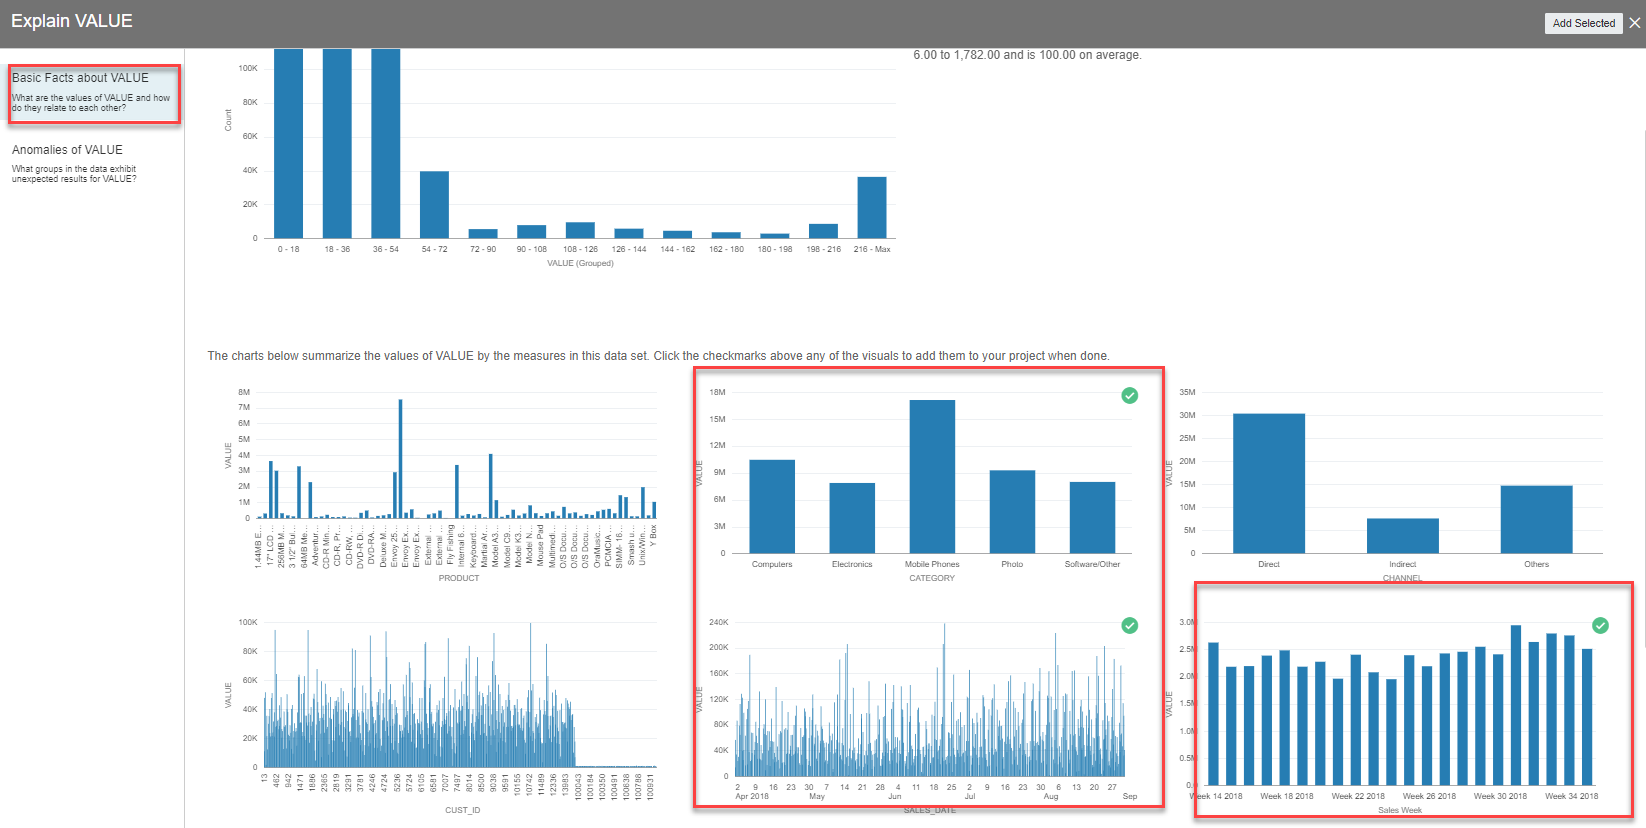 Explain VALUE
Add Selected
Basic Facts about VALUE
What are the values of VALUE and how
do they relate to each other?
Anomalies of VALUE
What groups in the data exhibit
unexpected results for VALUE?
6.00 to 1,782.00 and is 100.00 on average.
100K
80K
60K
40K
20K
0
Count
0 - 18 18 - 36 36 - 54 54 - 72 72 - 90 90 - 108 108 - 126 126 - 144 144 - 162 162 - 180 180 - 198 198 - 216 216 - Max
VALUE (Grouped)
The charts below summarize the values of VALUE by the measures in this data set. Click the checkmarks above any of the visuals to add them to your project when done.
8M
7M
6M
5M
4M
3M
2M
1M
0
VALUE
1.44MB E...
17" LCD ...
256MB M...
3 1/2" Bul...
64MB Me...
Adventur...
CD-R Min...
CD-R, Pr...
CD-RW, ...
DVD-R Di...
DVD-RA...
Deluxe M...
Envoy 25...
Envoy Ex...
Envoy Ex...
External ...
External ...
Fly Fishing
Internal 6...
Keyboard...
Martial Ar...
Model A3...
Model C9...
Model K3...
Model N...
Mouse Pad
Multimedi...
O/S Docu...
O/S Docu...
O/S Docu...
OraMusic...
PCMCIA ...
SIMM- 16...
Smash u...
Unix/Win...
Y Box
PRODUCT
18M
15M
12M
9M
6M
3M
0
VALUE
Computers Electronics Mobile Phones Photo Software/Other
CATEGORY
35M
30M
25M
20M
15M
10M
5M
0
VALUE
Direct Indirect Others
CHANNEL
100K
80K
60K
40K
20K
0
VALUE
13 462 942 1471 1886 2365 2819 3291 3781 4246 4724 5236 5724 6105 6581 7007 7497 8014 8500 9038 9591 10155 10742 11489 12336 13983 100043 100184 100350 100491 100638 100788 100931
CUST_ID
240K
200K
160K
120K
80K
40K
0
VALUE
2 9 16 23 30 7 14 21 28 4 11 18 25 2 9 16 23 30 6 13 20 27
Apr 2018 May Jun Jul Aug Sep
SALES_DATE
3.0M
2.5M
2.0M
1.5M
1.0M
0.5M
0.0
VALUE
Week 14 2018 Week 18 2018 Week 22 2018 Week 26 2018 Week 30 2018 Week 34 2018
Sales Week